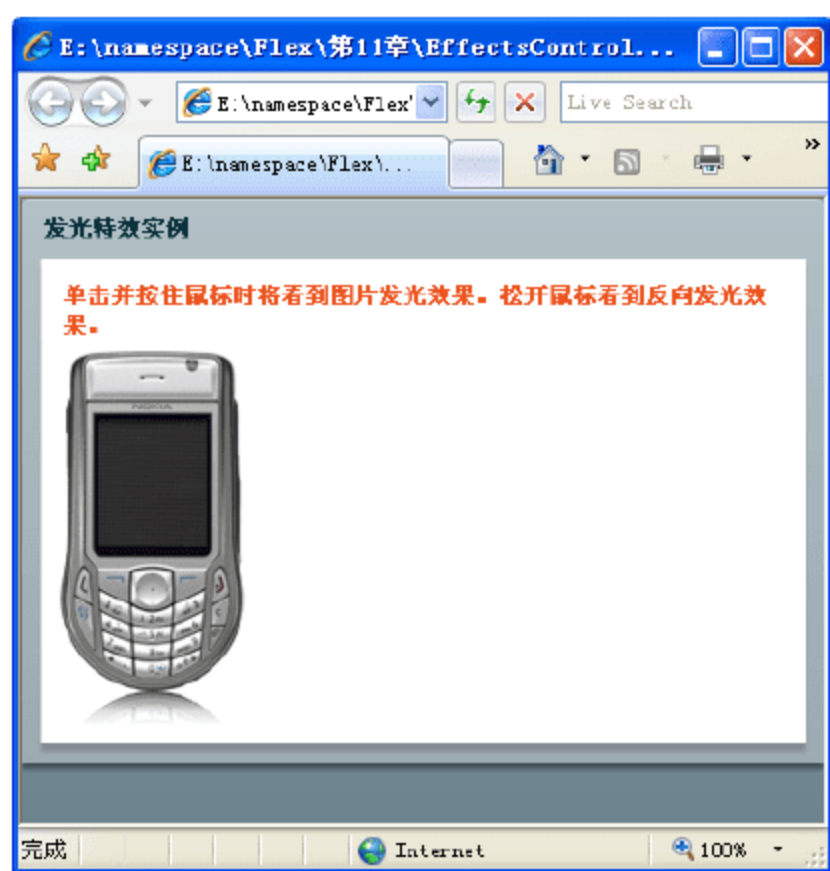 E:\namespace\Flex\第11章\EffectsControl...
E:\namespace\Flex'
Live Search
E:\namespace\Flex\...
发光特效实例
单击并按住鼠标时将看到图片发光效果。松开鼠标看到反向发光效
果。
NOKIA
完成
Internet
100%